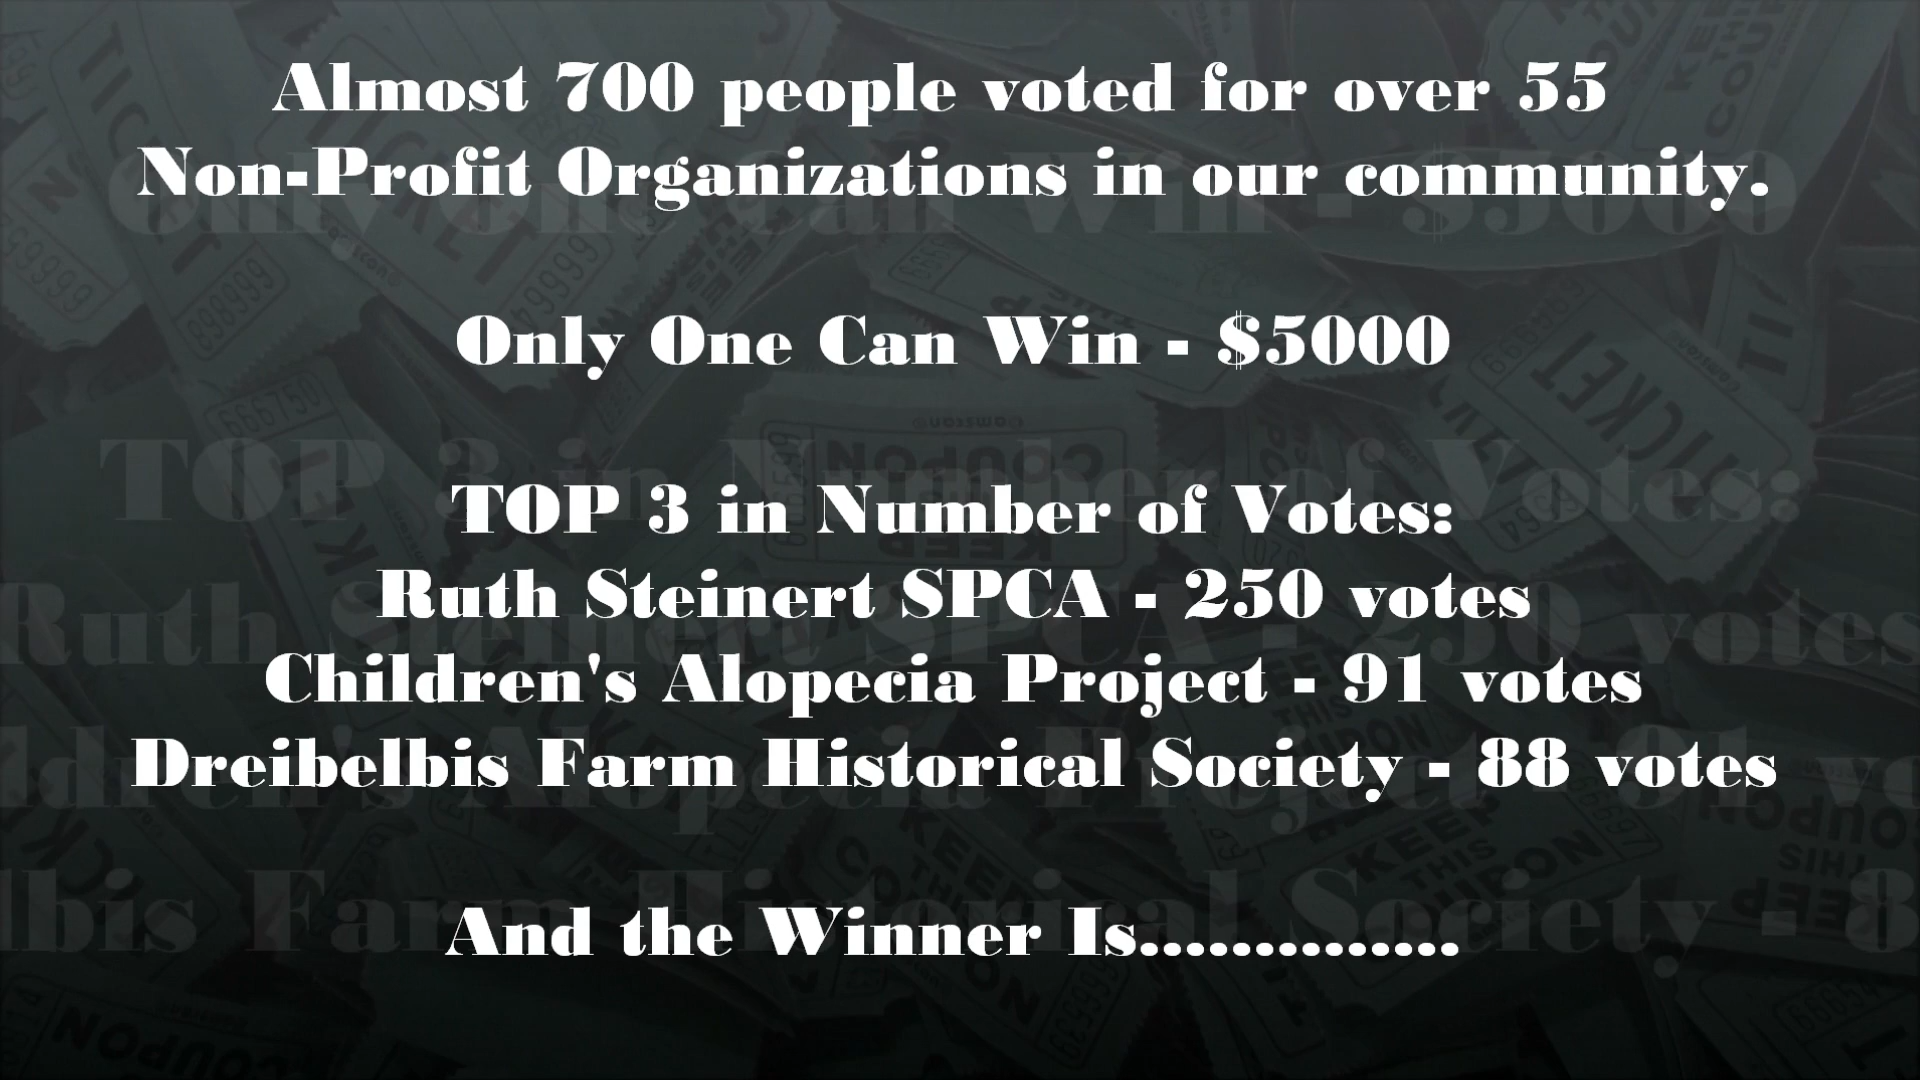 Almost 700 people voted for over 55
Non-Profit Organizations in our community.
Only One Can Win - $5000
TOP 3 in Number of Votes:
Ruth Steinert SPCA - 250 votes
Children's Alopecia Project - 91 votes
Dreibelbis Farm Historical Society - 88 votes
And the Winner Is..............